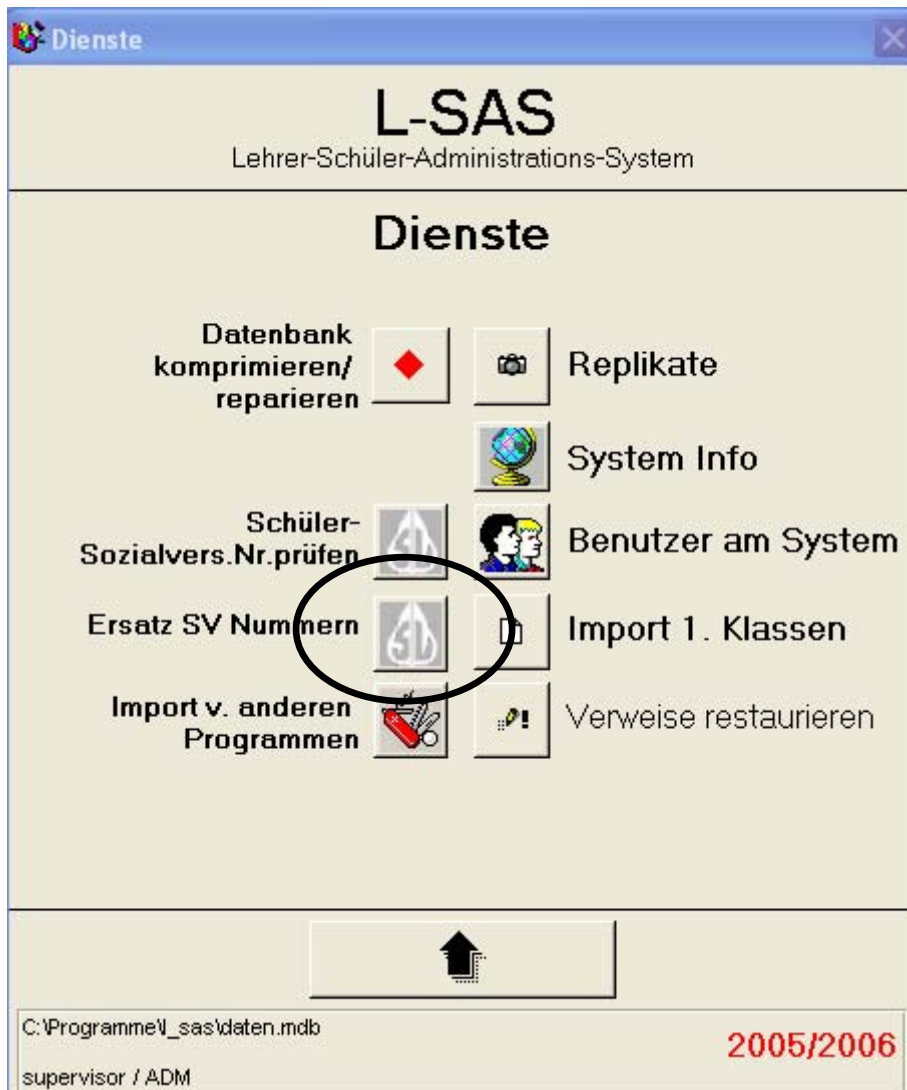 Dienste
L-SAS
Lehrer-Schüler-Administrations-System
Dienste
Datenbank
komprimieren/
reparieren
Replikate
System Info
Schüler-
Sozialvers.Nr.prüfen
Benutzer am System
Ersatz SV Nummern
Import 1. Klassen
Import v. anderen
Programmen
Verweise restaurieren
C:\Programme\l_sas\daten.mdb
2005/2006
supervisor / ADM